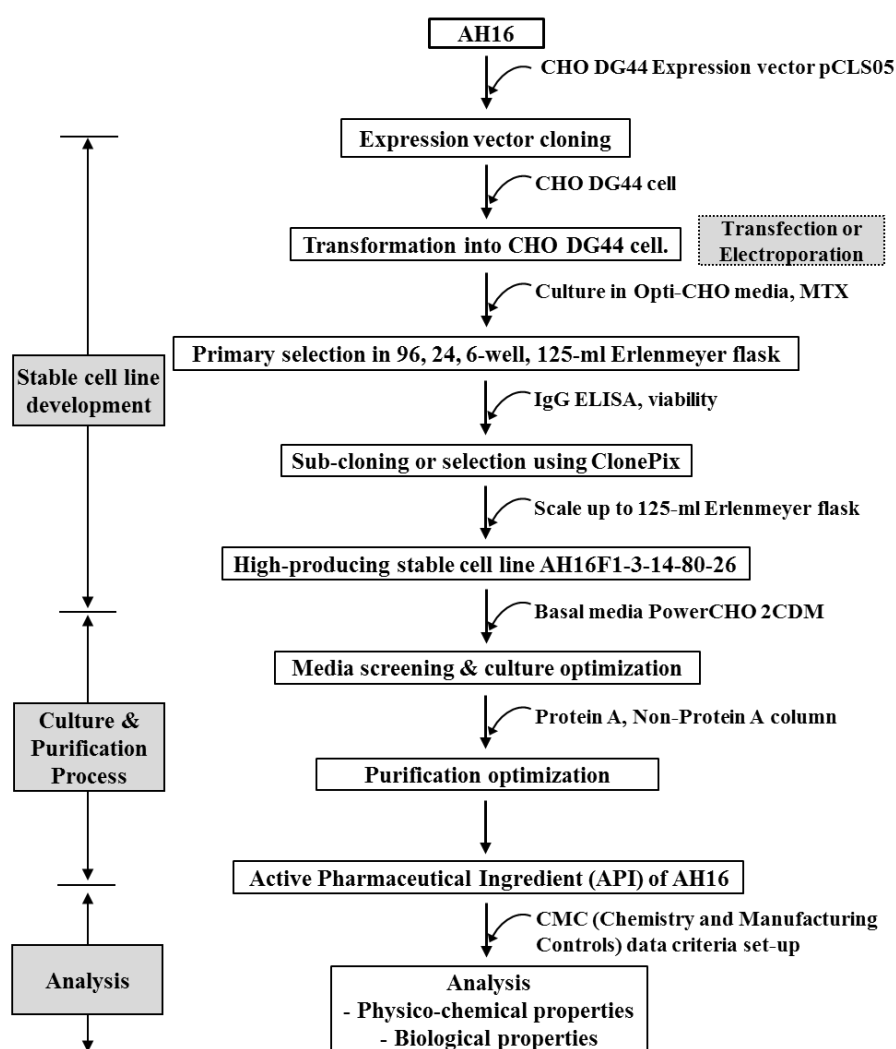 AH16
CHO DG44 Expression vector pCLS05
Expression vector cloning
CHO DG44 cell
Transformation into CHO DG44 cell.
Transfection or
Electroporation
Culture in Opti-CHO media, MTX
Primary selection in 96, 24, 6-well, 125-ml Erlenmeyer flask
Stable cell line
development
IgG ELISA, viability
Sub-cloning or selection using ClonePix
Scale up to 125-ml Erlenmeyer flask
High-producing stable cell line AH16F1-3-14-80-26
Basal media PowerCHO 2CDM
Media screening & culture optimization
Culture &
Purification
Process
Protein A, Non-Protein A column
Purification optimization
Active Pharmaceutical Ingredient (API) of AH16
CMC (Chemistry and Manufacturing
Controls) data criteria set-up
Analysis
Analysis
- Physico-chemical properties
- Biological properties